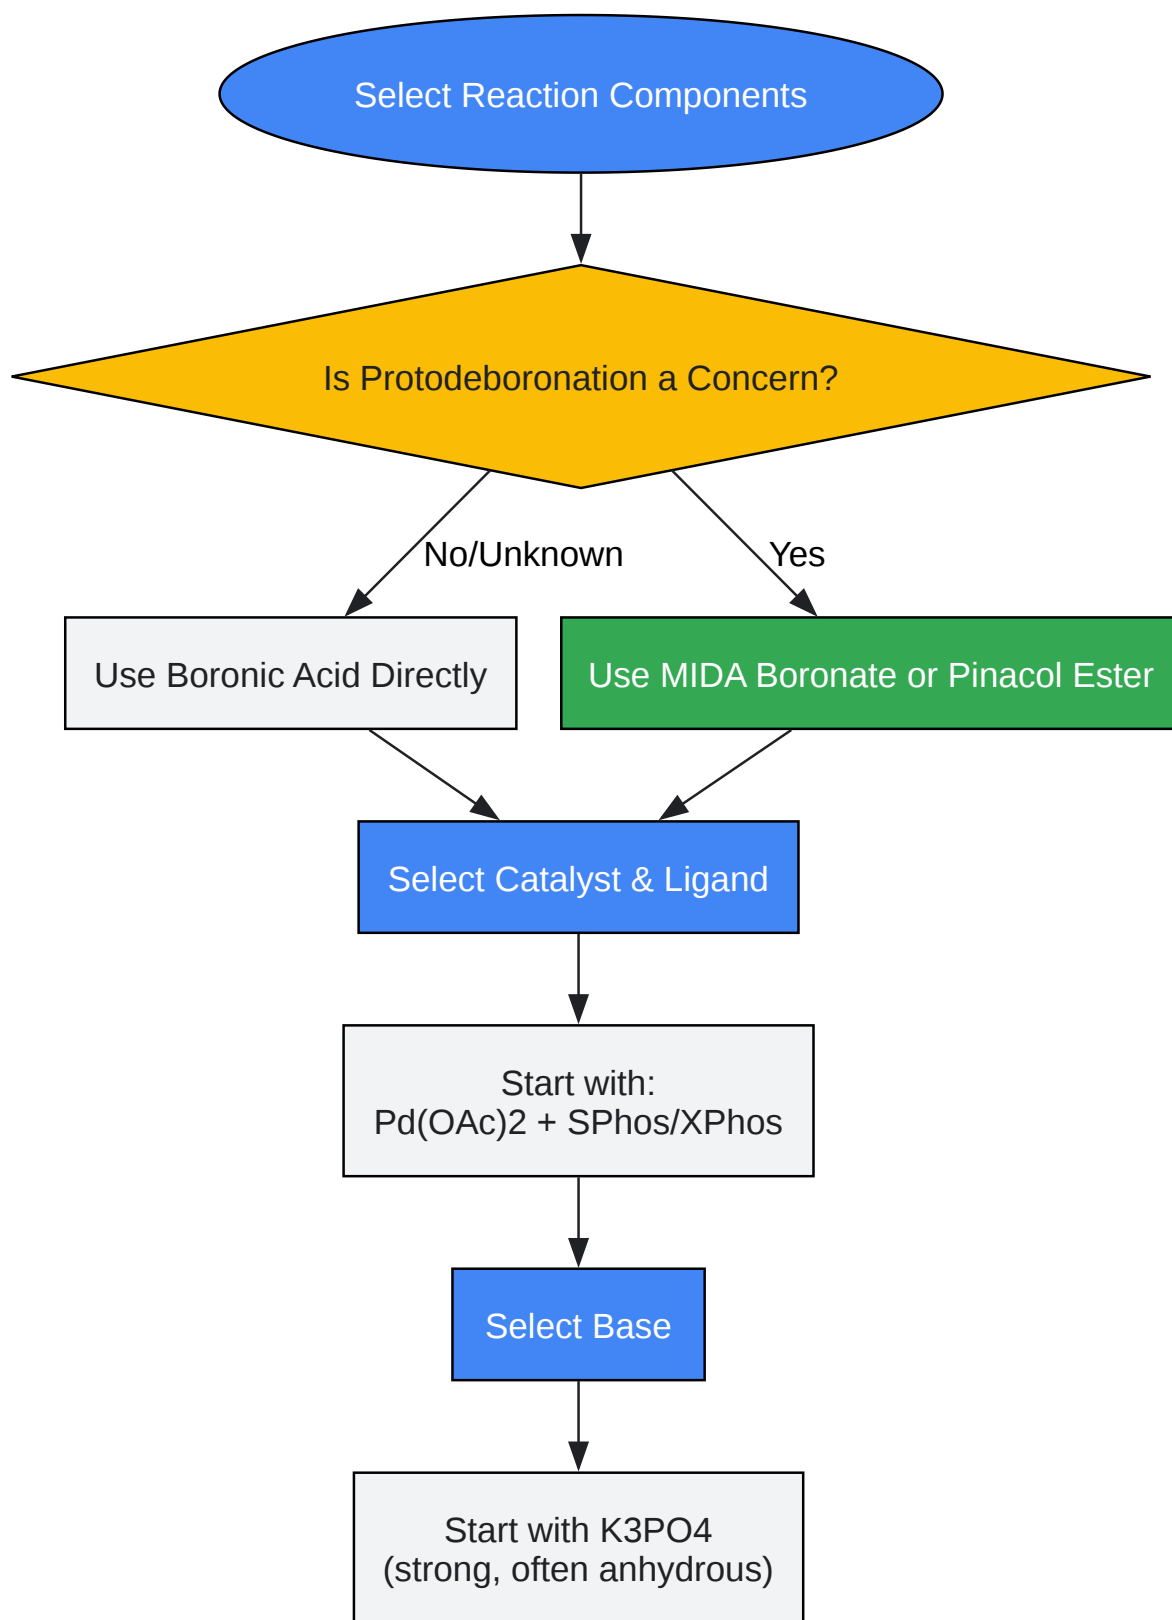 Select Reaction Components
Is Protodeboronation a Concern?
No/Unknown
Yes
Use Boronic Acid Directly
Use MIDA Boronate or Pinacol Ester
Select Catalyst & Ligand
Start with:
Pd(OAc)2 + SPhos/XPhos
Select Base
Start with K3PO4
(strong, often anhydrous)